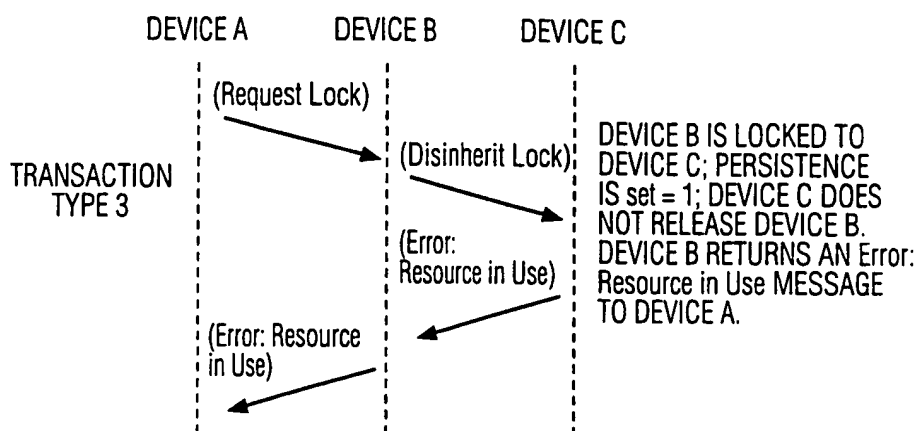 DEVICE A DEVICE B DEVICE C
(Request Lock)
(Disinherit Lock)
TRANSACTION
TYPE 3
(Error:
Resource in Use)
(Error: Resource
in Use)
DEVICE B IS LOCKED TO
DEVICE C; PERSISTENCE
IS set = 1; DEVICE C DOES
NOT RELEASE DEVICE B.
DEVICE B RETURNS AN Error:
Resource in Use MESSAGE
TO DEVICE A.